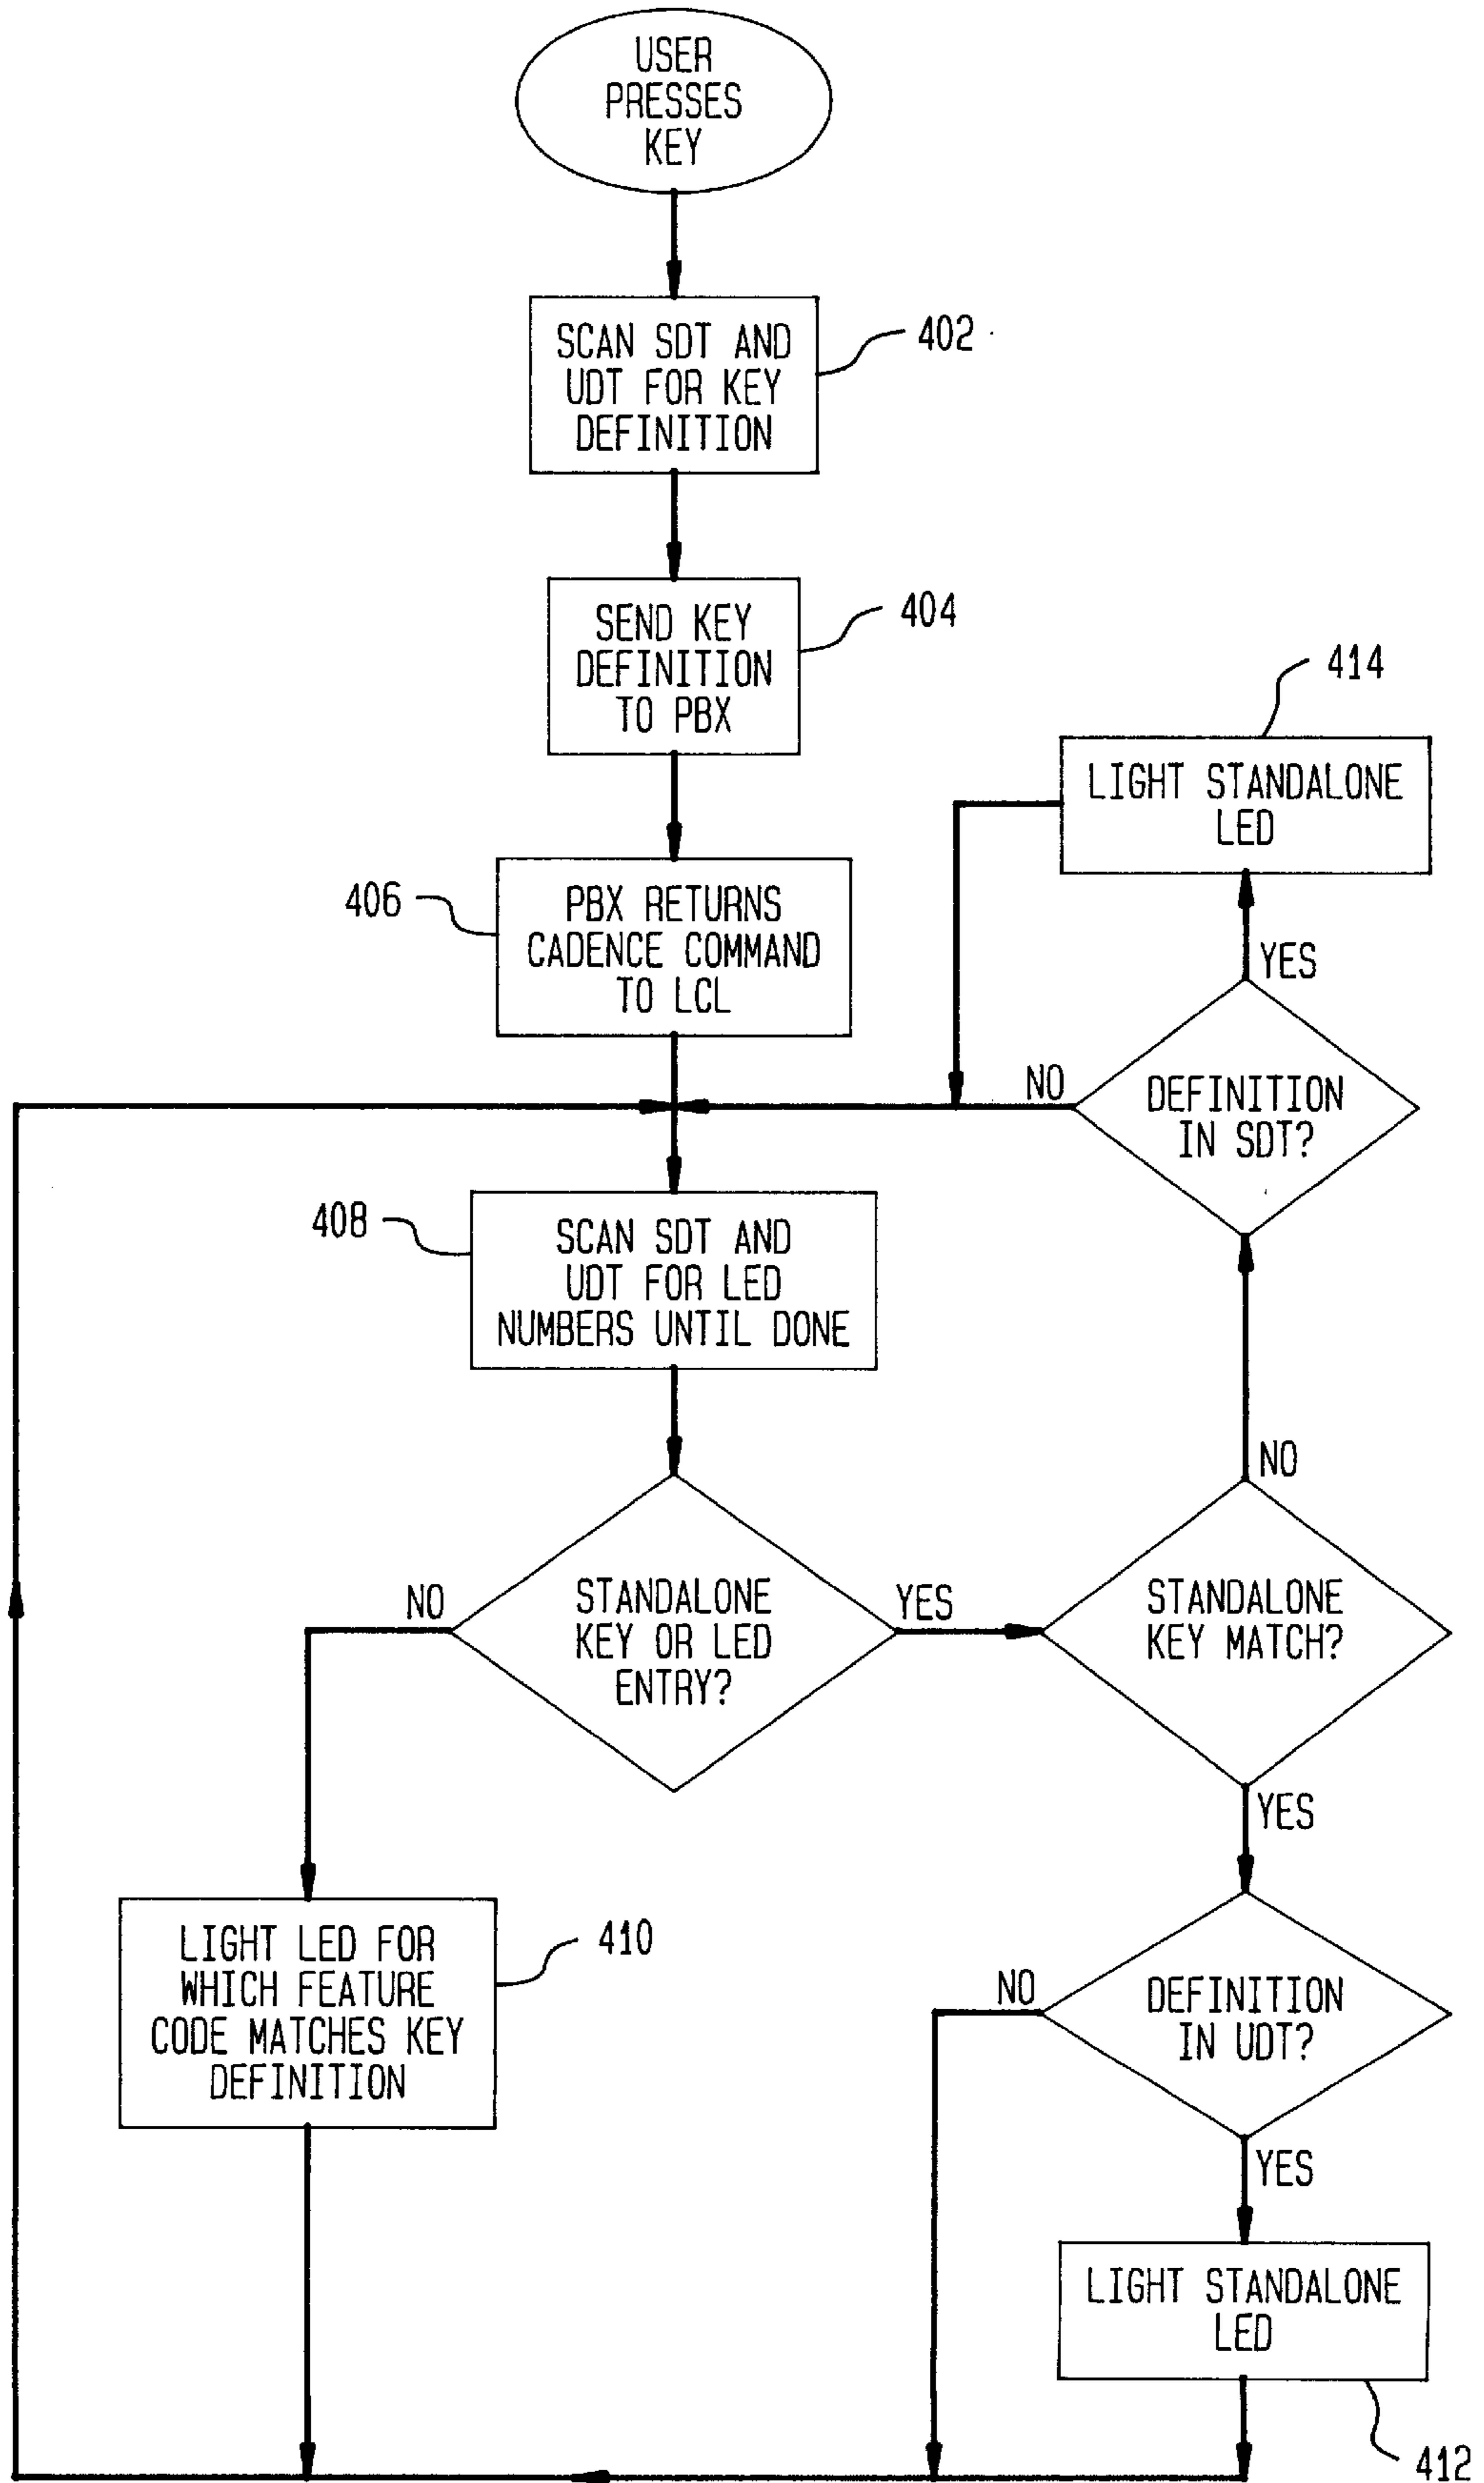 USER
PRESSES
KEY
SCAN SDT AND
UDT FOR KEY
DEFINITION
402
SEND KEY
DEFINITION
TO PBX
404
414
LIGHT STANDALONE
LED
406
PBX RETURNS
CADENCE COMMAND
TO LCL
YES
NO
DEFINITION
IN SDT?
408
SCAN SDT AND
UDT FOR LED
NUMBERS UNTIL DONE
NO
NO
STANDALONE
KEY OR LED
ENTRY?
YES
STANDALONE
KEY MATCH?
YES
LIGHT LED FOR
WHICH FEATURE
CODE MATCHES KEY
DEFINITION
410
NO
DEFINITION
IN UDT?
YES
LIGHT STANDALONE
LED
412